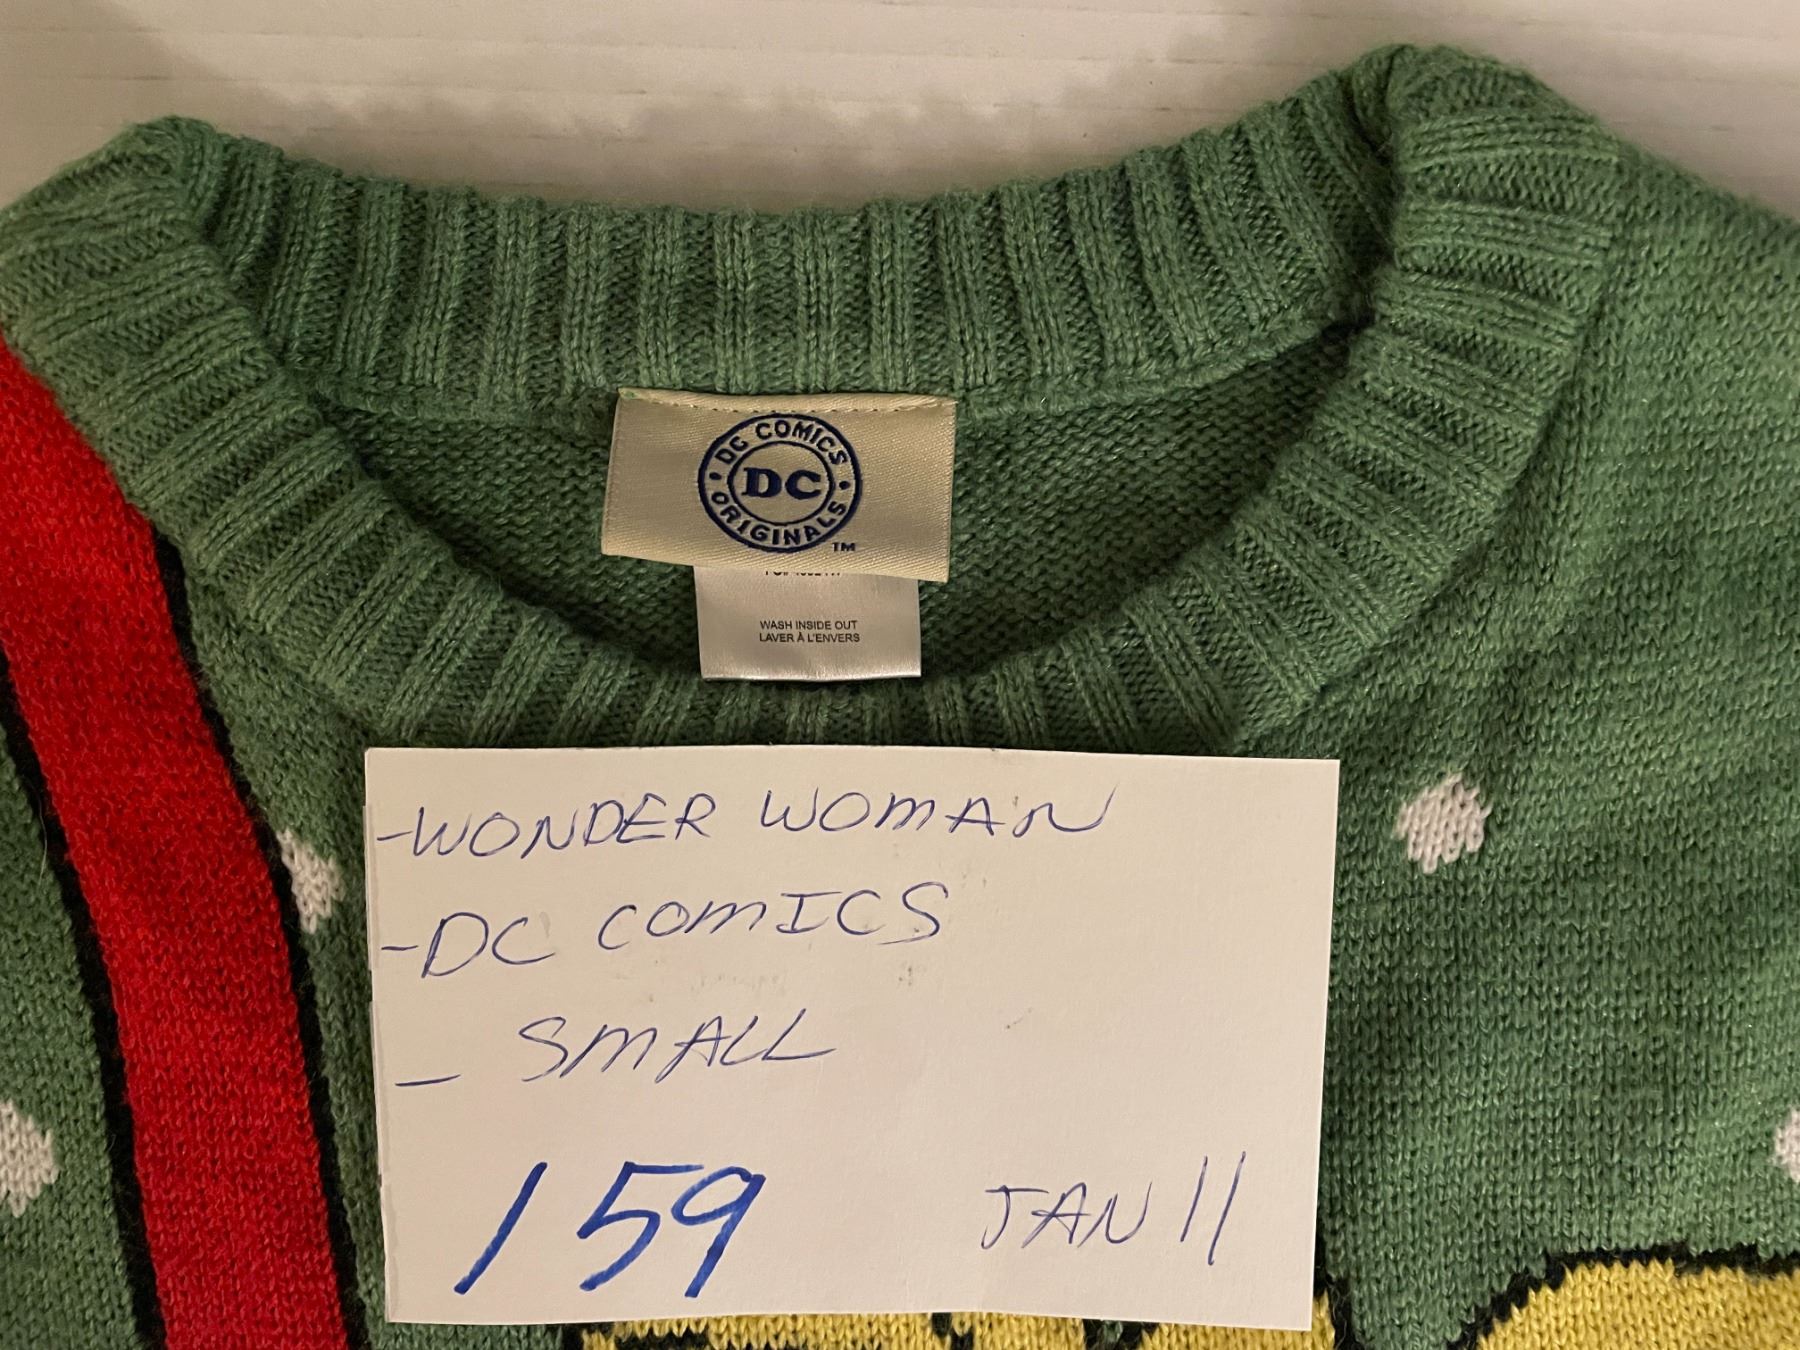 DC COMICS
DC
ORIGINALS
TM
WASH INSIDE OUT
LAVER À L'ENVERS
-WONDER WOMAN
-DC COMICS
- SMALL
159 JAN 11